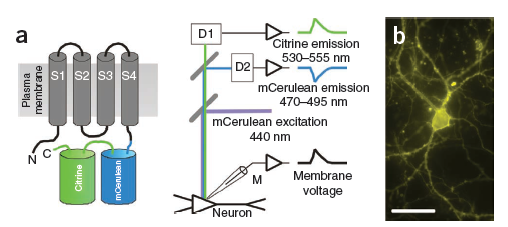 a
Plasma
membrane
S1 S2 S3 S4
N C
Citrine
mCerulean
D1
Citrine emission
530–555 nm
D2
mCerulean emission
470–495 nm
mCerulean excitation
440 nm
M
Membrane
voltage
Neuron
b